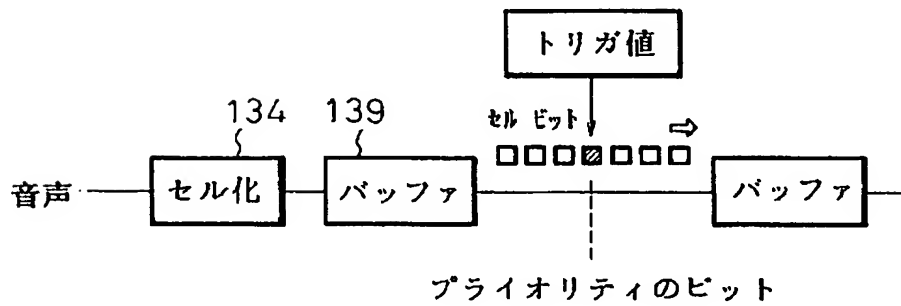 トリガ値
134
139
セル ビット
音声
セル化
バッファ
バッファ
プライオリティのビット